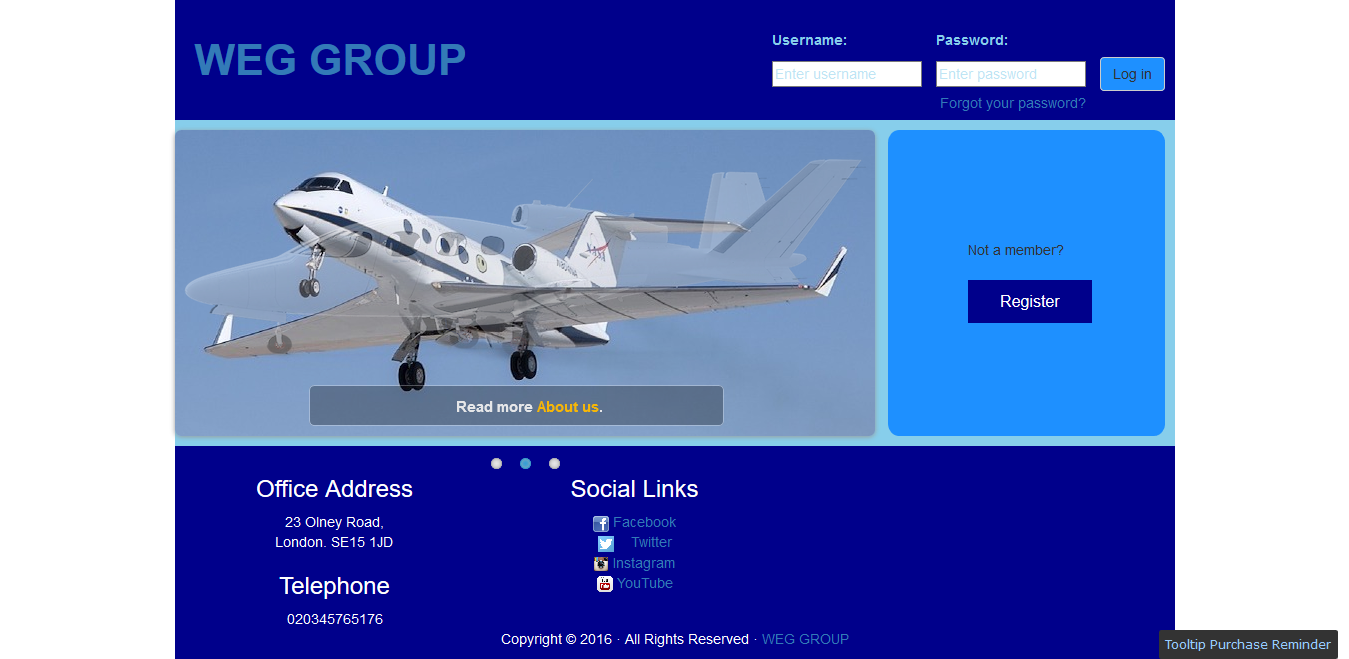 WEG GROUP
Username:
Password:
Enter username
Enter password
Log in
Forgot your password?
Not a member?
Register
Read more About us.
Office Address
23 Olney Road,
London. SE15 1JD
Telephone
020345765176
Social Links
Facebook
Twitter
Instagram
YouTube
Copyright © 2016 · All Rights Reserved · WEG GROUP
Tooltip Purchase Reminder